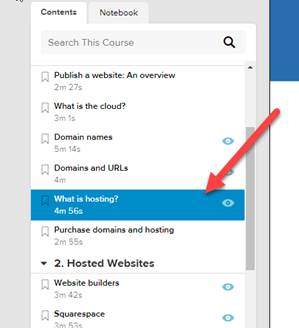 Contents Notebook
Search This Course
Publish a website: An overview
2m 27s
What is the cloud?
3m 1s
Domain names
5m 14s
Domains and URLs
4m
What is hosting?
4m 56s
Purchase domains and hosting
2m 55s
2. Hosted Websites
Website builders
3m 42s
Squarespace
3m 53s